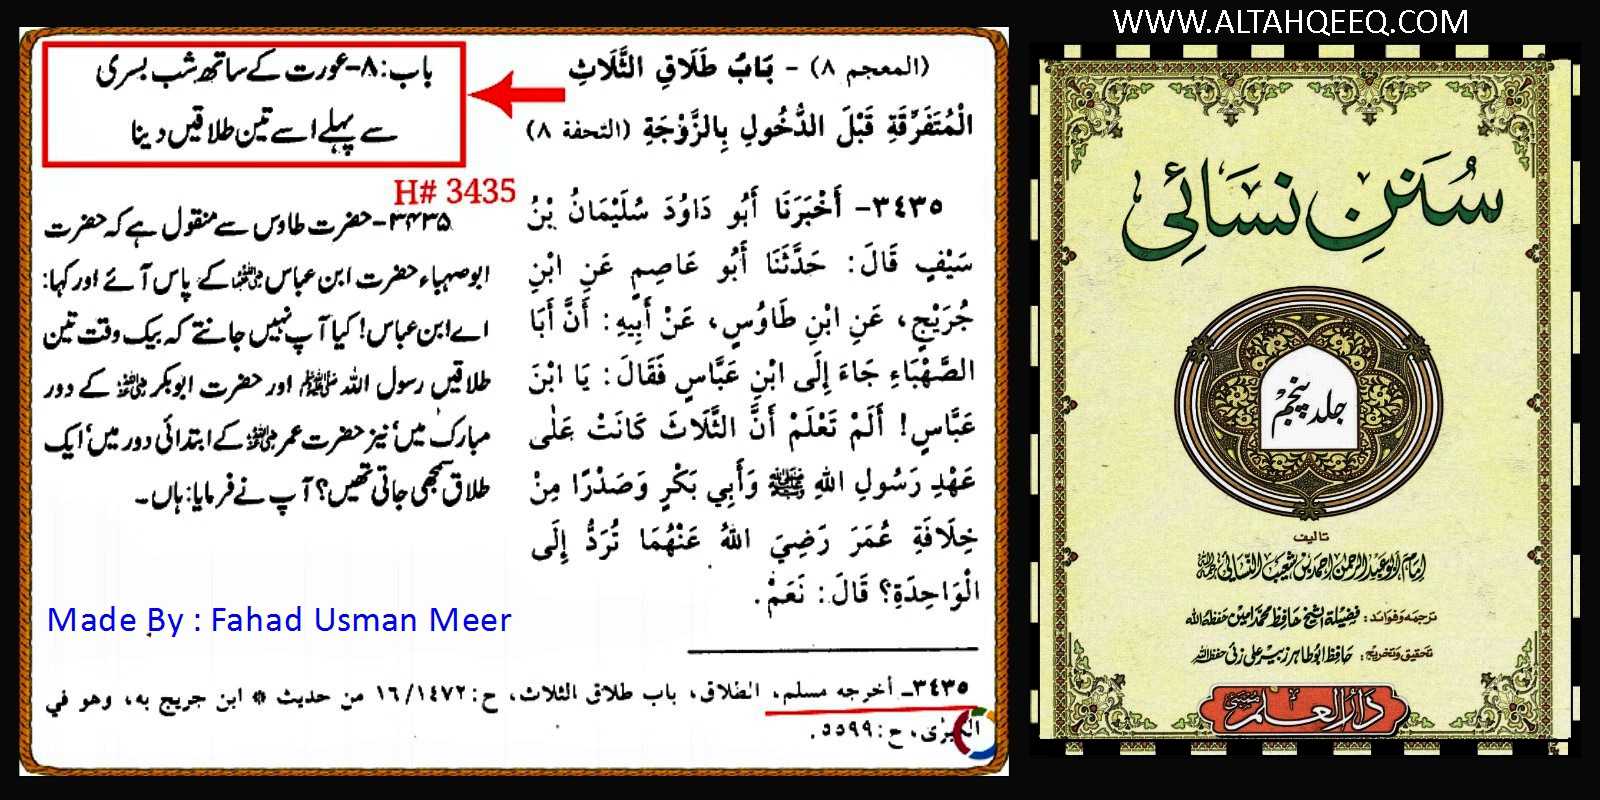 WWW.ALTAHQEEQ.COM
(المعجم ٨) - بَابُ طَلَاقِ الثَّلَاثِ
الْمُتَفَرِّقَةِ قَبْلَ الدُّخُولِ بِالزَّوْجَةِ (التحفة ٨)
باب: ۸- عورت کے ساتھ شب بسری
سے پہلے اسے تین طلاقیں دینا
H# 3435
٣٤٣٥- أَخْبَرَنَا أَبُو دَاوُدَ سُلَيْمَانُ بْنُ
سَيْفٍ قَالَ: حَدَّثَنَا أَبُو عَاصِمٍ عَنِ ابْنِ
جُرَيْجٍ، عَنِ ابْنِ طَاوُسٍ، عَنْ أَبِيهِ: أَنَّ أَبَا
الصَّهْبَاءِ جَاءَ إِلَى ابْنِ عَبَّاسٍ فَقَالَ: يَا ابْنَ
عَبَّاسٍ! أَلَمْ تَعْلَمْ أَنَّ الثَّلَاثَ كَانَتْ عَلَى
عَهْدِ رَسُولِ اللهِ ﷺ وَأَبِي بَكْرٍ وَصَدْرًا مِنْ
خِلَافَةِ عُمَرَ رَضِيَ اللهُ عَنْهُمَا تُرَدُّ إِلَى
الْوَاحِدَةِ؟ قَالَ: نَعَمْ.
۳۴۳۵- حضرت طاوس سے منقول ہے کہ حضرت
ابوصہباء حضرت ابن عباس ؓ کے پاس آئے اور کہا:
اے ابن عباس! کیا آپ نہیں جانتے کہ بیک وقت تین
طلاقیں رسول اللہ ﷺ اور حضرت ابوبکر ؓ کے دور
مبارک میں، نیز حضرت عمر ؓ کے ابتدائی دور میں، ایک
طلاق سمجھی جاتی تھیں؟ آپ نے فرمایا: ہاں۔
Made By : Fahad Usman Meer
٣٤٣٥ـ أخرجه مسلم، الطلاق، باب طلاق الثلاث، ح: ١٦/١٤٧٢ من حديث * ابن جريج به، وهو في
الكبرى، ح: ٥٥٩٩.
سُنن نسائی
جلد پنجم
تالیف
امام ابوعبدالرحمن احمد بن شعیب النسائی
ترجمہ وفوائد: فضیلۃ الشیخ حافظ محمد امین حفظہ اللہ
تحقیق وتخریج: حافظ ابوطاہر زبیر علی زئی حفظہ اللہ
دارالعلم